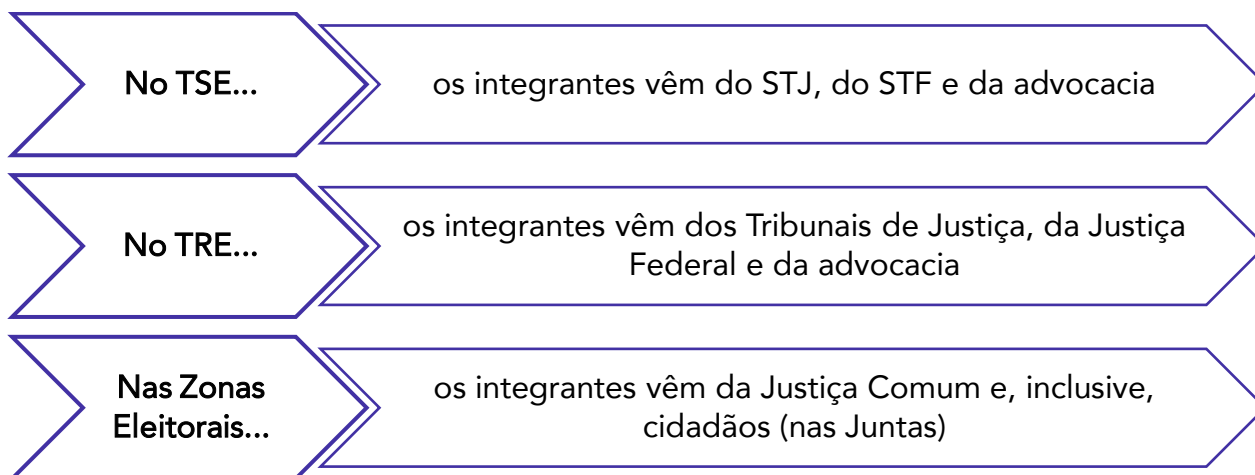 No TSE...
os integrantes vêm do STJ, do STF e da advocacia
No TRE...
os integrantes vêm dos Tribunais de Justiça, da Justiça
Federal e da advocacia
Nas Zonas
Eleitorais...
os integrantes vêm da Justiça Comum e, inclusive,
cidadãos (nas Juntas)